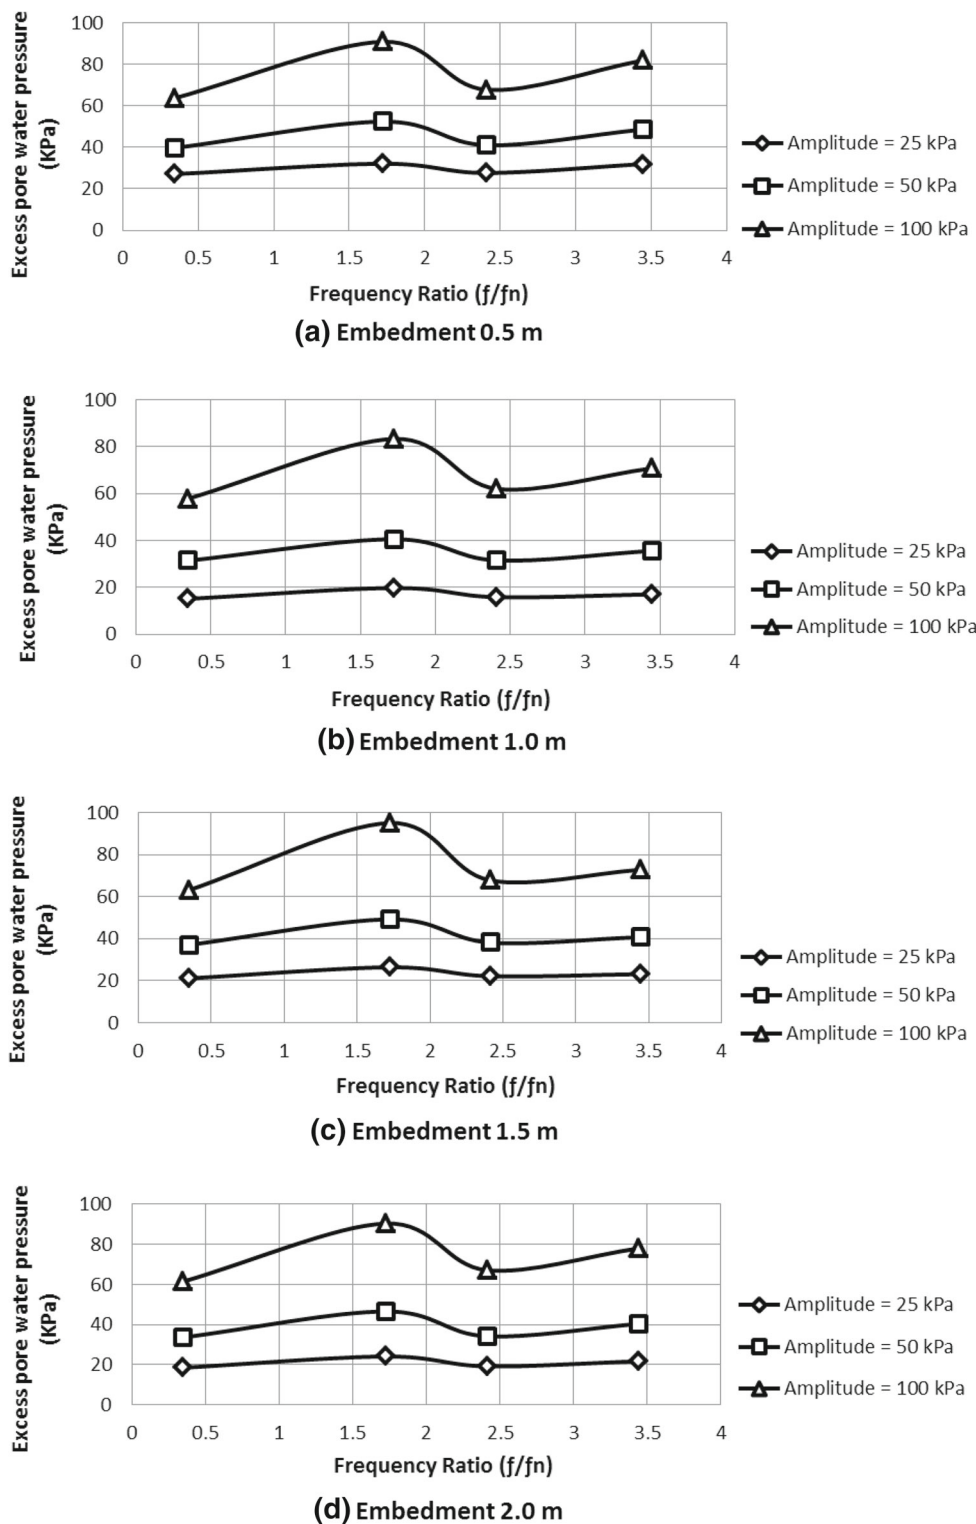 Excess pore water pressure
(KPa)
100
80
60
40
20
0
0 0.5 1 1.5 2 2.5 3 3.5 4
Frequency Ratio (ƒ/fn)
Amplitude = 25 kPa
Amplitude = 50 kPa
Amplitude = 100 kPa
(a) Embedment 0.5 m
Excess pore water pressure
(KPa)
100
80
60
40
20
0
0 0.5 1 1.5 2 2.5 3 3.5 4
Frequency Ratio (ƒ/fn)
Amplitude = 25 kPa
Amplitude = 50 kPa
Amplitude = 100 kPa
(b) Embedment 1.0 m
Excess pore water pressure
(KPa)
100
80
60
40
20
0
0 0.5 1 1.5 2 2.5 3 3.5 4
Frequency Ratio (ƒ/fn)
Amplitude = 25 kPa
Amplitude = 50 kPa
Amplitude = 100 kPa
(c) Embedment 1.5 m
Excess pore water pressure
(KPa)
100
80
60
40
20
0
0 0.5 1 1.5 2 2.5 3 3.5 4
Frequency Ratio (ƒ/fn)
Amplitude = 25 kPa
Amplitude = 50 kPa
Amplitude = 100 kPa
(d) Embedment 2.0 m